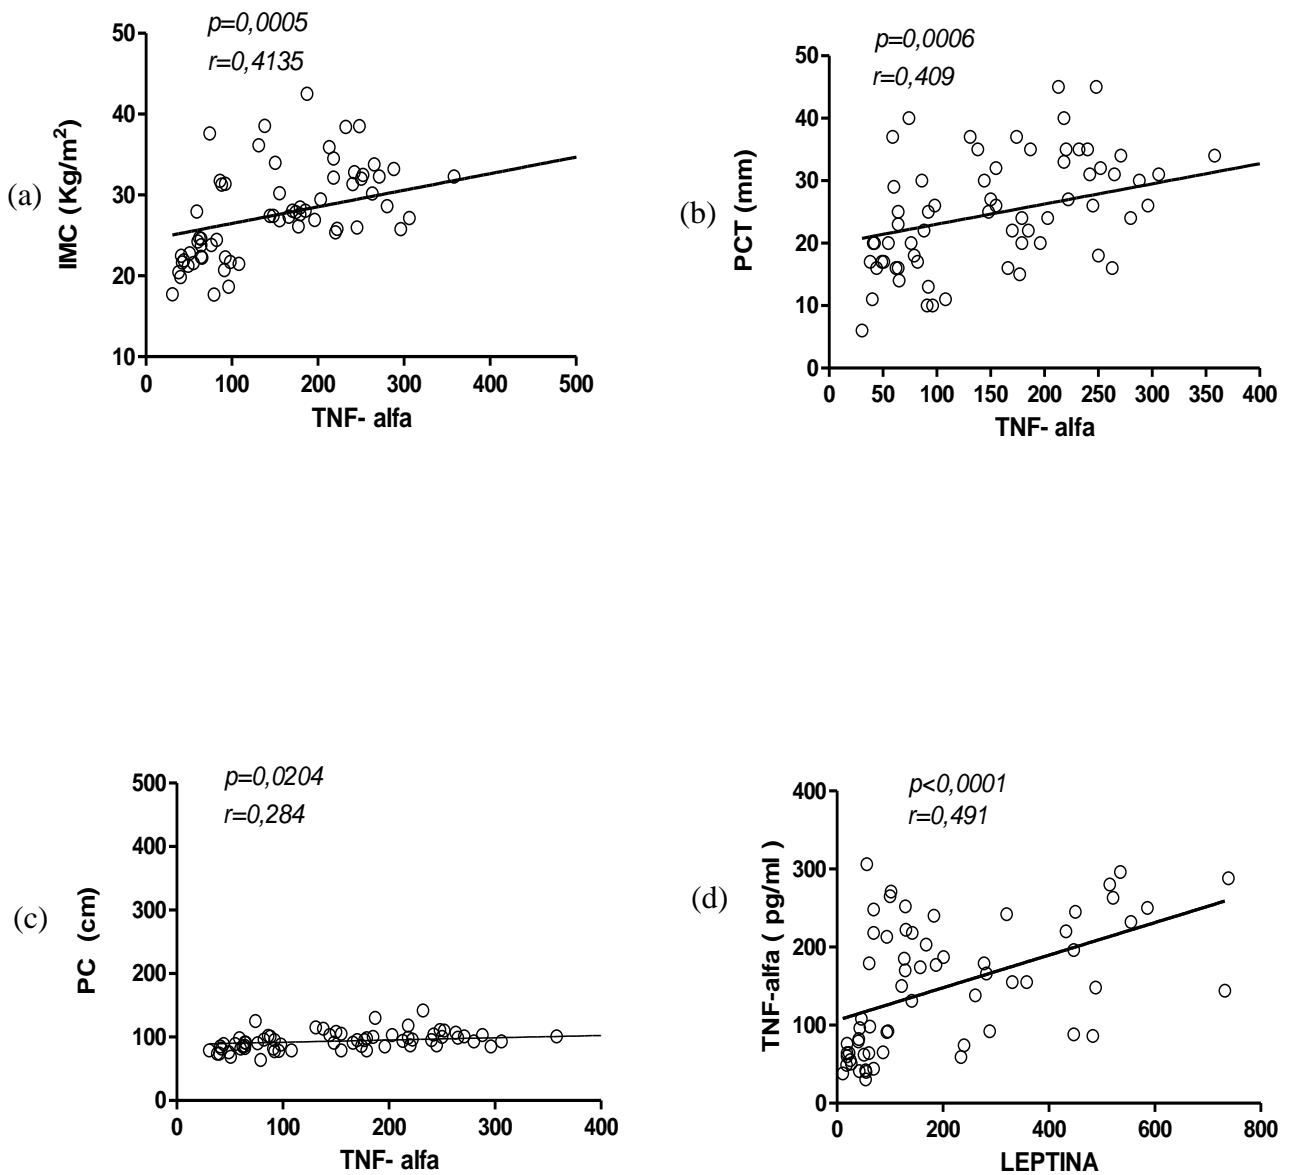 (a)
p=0,0005
r=0,4135
IMC (Kg/m²)
50
40
30
20
10
0 100 200 300 400 500
TNF- alfa
(b)
p=0,0006
r=0,409
PCT (mm)
50
40
30
20
10
0
0 50 100 150 200 250 300 350 400
TNF- alfa
(c)
p=0,0204
r=0,284
PC (cm)
500
400
300
200
100
0
0 100 200 300 400
TNF- alfa
(d)
p<0,0001
r=0,491
TNF-alfa ( pg/ml )
400
300
200
100
0
0 200 400 600 800
LEPTINA